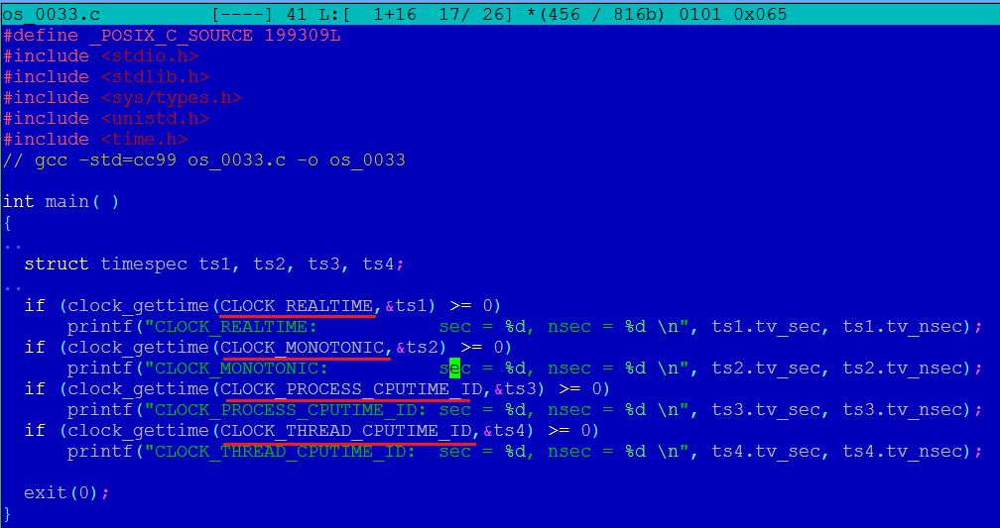 os_0033.c [----] 41 L:[ 1+16 17/ 26] *(456 / 816b) 0101 0x065
#define _POSIX_C_SOURCE 199309L
#include <stdio.h>
#include <stdlib.h>
#include <sys/types.h>
#include <unistd.h>
#include <time.h>
// gcc -std=cc99 os_0033.c -o os_0033
int main( )
{
..
struct timespec ts1, ts2, ts3, ts4;
..
if (clock_gettime(CLOCK_REALTIME,&ts1) >= 0)
printf("CLOCK_REALTIME: sec = %d, nsec = %d \n", ts1.tv_sec, ts1.tv_nsec);
if (clock_gettime(CLOCK_MONOTONIC,&ts2) >= 0)
printf("CLOCK_MONOTONIC: sec = %d, nsec = %d \n", ts2.tv_sec, ts2.tv_nsec);
if (clock_gettime(CLOCK_PROCESS_CPUTIME_ID,&ts3) >= 0)
printf("CLOCK_PROCESS_CPUTIME_ID: sec = %d, nsec = %d \n", ts3.tv_sec, ts3.tv_nsec);
if (clock_gettime(CLOCK_THREAD_CPUTIME_ID,&ts4) >= 0)
printf("CLOCK_THREAD_CPUTIME_ID: sec = %d, nsec = %d \n", ts4.tv_sec, ts4.tv_nsec);
exit(0);
}